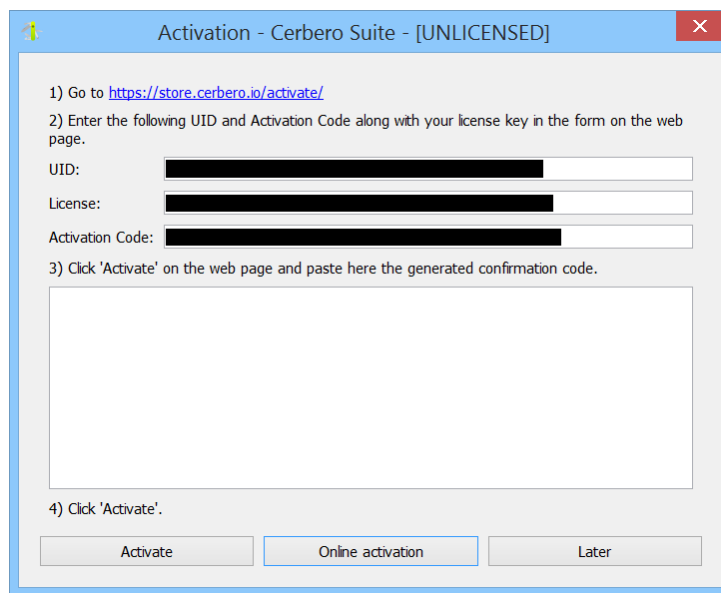 Activation - Cerbero Suite - [UNLICENSED]
1) Go to https://store.cerbero.io/activate/
2) Enter the following UID and Activation Code along with your license key in the form on the web
page.
UID:
License:
Activation Code:
3) Click 'Activate' on the web page and paste here the generated confirmation code.
4) Click 'Activate'.
Activate Online activation Later